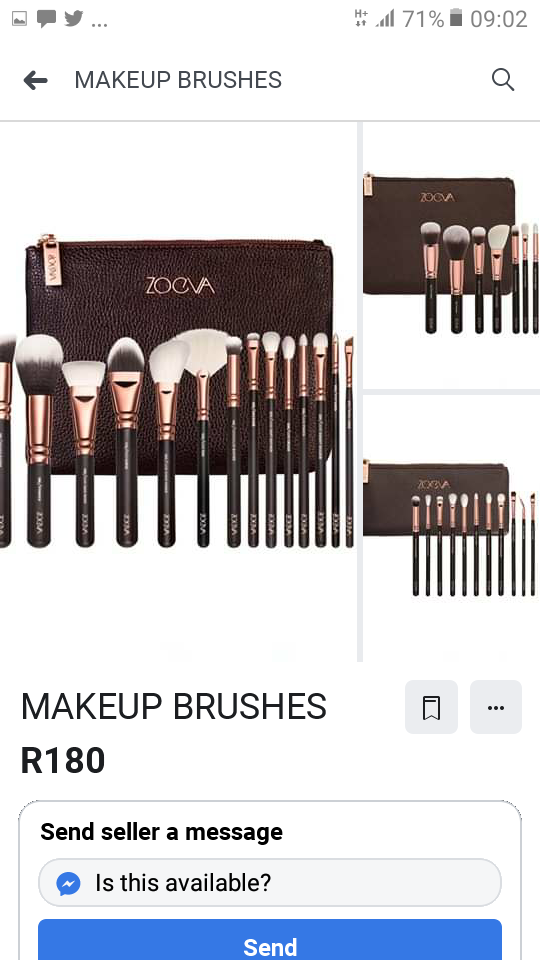 ... H+ 71% 09:02
MAKEUP BRUSHES
ZOEVA
ZOEVA
ZOEVA
ZOEVA
MAKEUP BRUSHES
R180
Send seller a message
Is this available?
Send